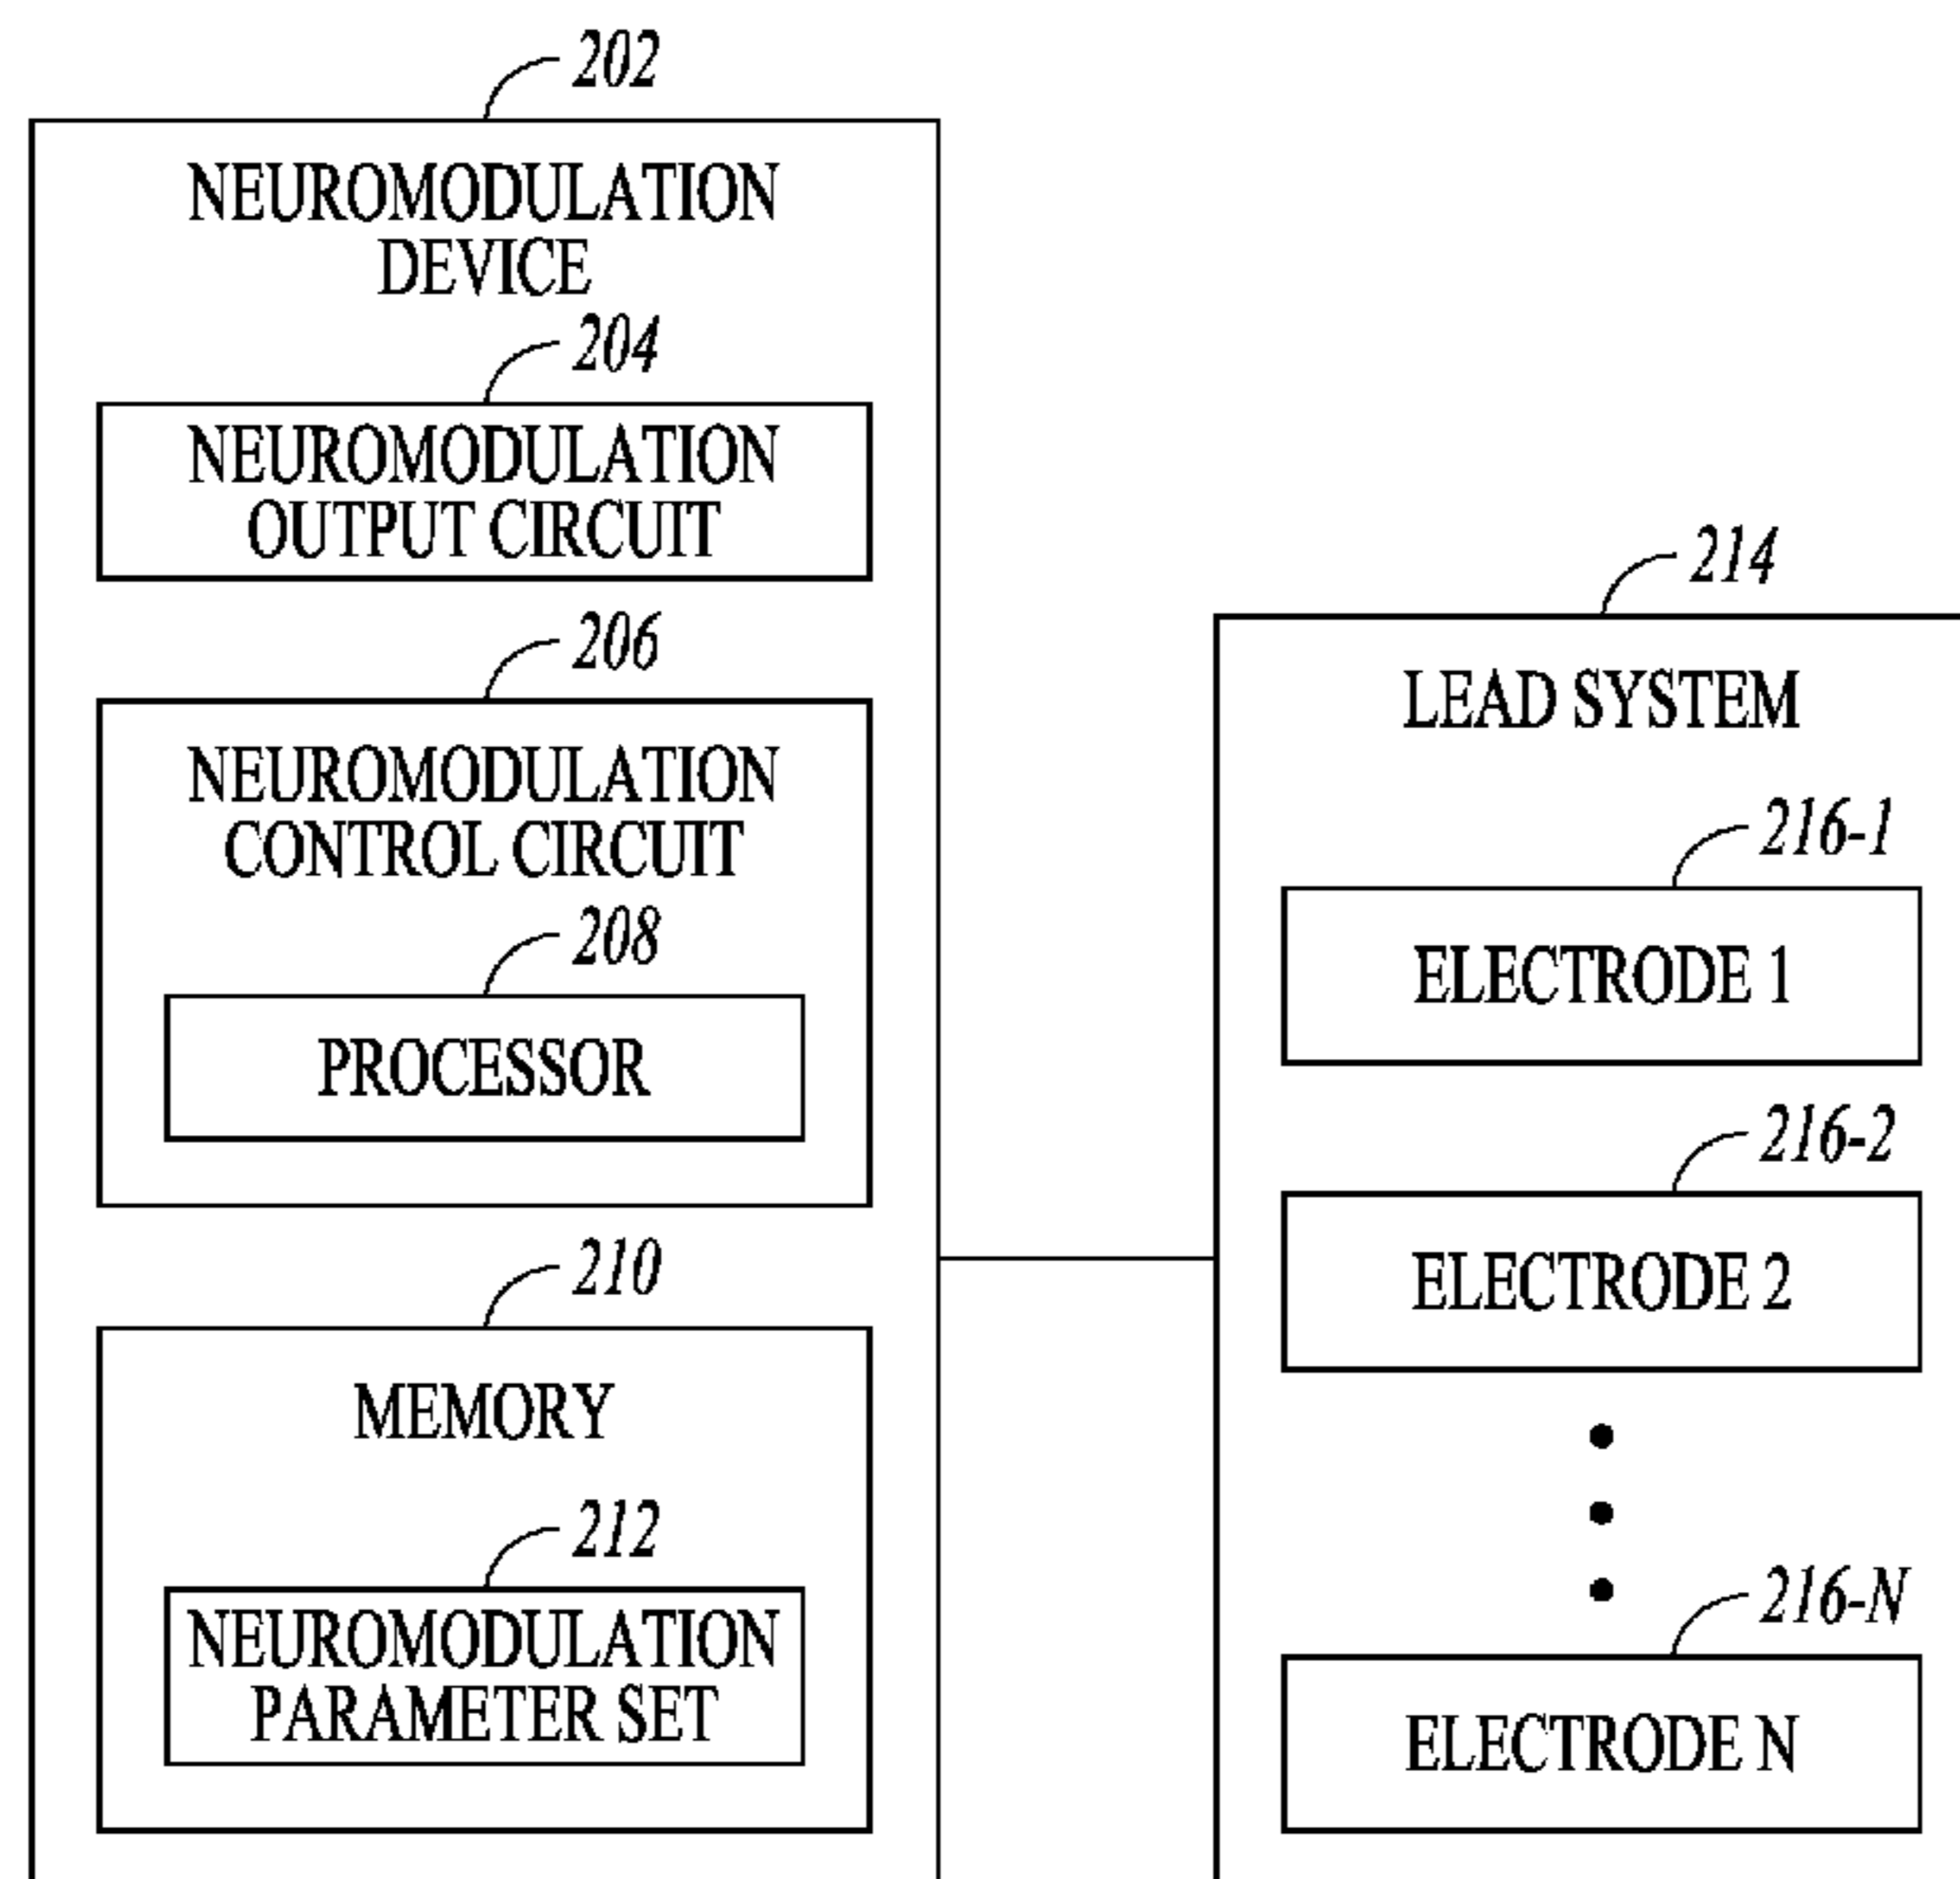 202
NEUROMODULATION
DEVICE
204
NEUROMODULATION
OUTPUT CIRCUIT
206
NEUROMODULATION
CONTROL CIRCUIT
208
PROCESSOR
210
MEMORY
212
NEUROMODULATION
PARAMETER SET
214
LEAD SYSTEM
216-1
ELECTRODE 1
216-2
ELECTRODE 2
216-N
ELECTRODE N